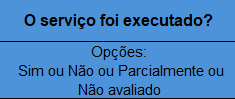 O serviço foi executado?
Opções:
Sim ou Não ou Parcialmente ou
Não avaliado